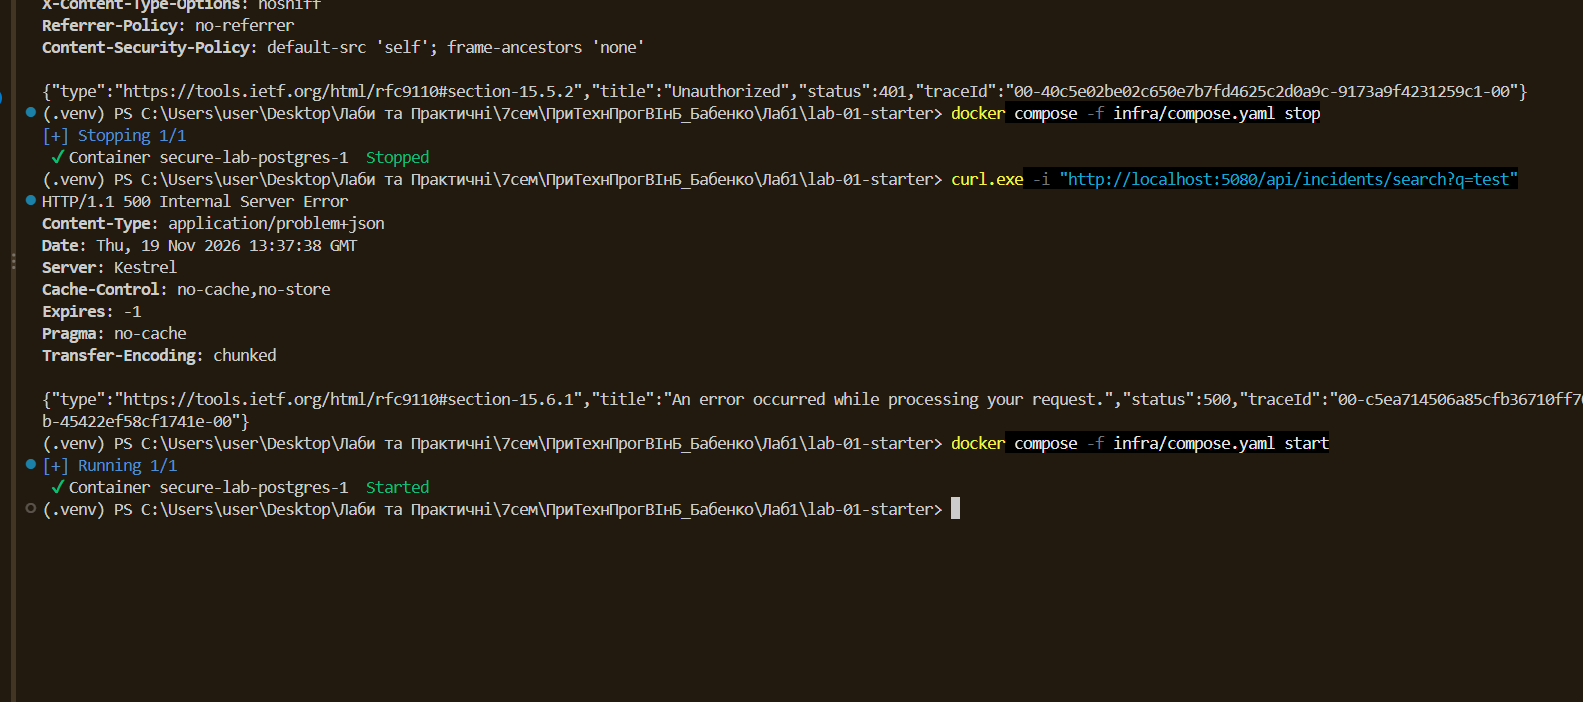 X-Content-Type-Options: nosniff
Referrer-Policy: no-referrer
Content-Security-Policy: default-src 'self'; frame-ancestors 'none'
{"type":"https://tools.ietf.org/html/rfc9110#section-15.5.2","title":"Unauthorized","status":401,"traceId":"00-40c5e02be02c650e7b7fd4625c2d0a9c-9173a9f4231259c1-00"}
(.venv) PS C:\Users\user\Desktop\Лаби та Практичні\7сем\ПриТехнПрогВІнБ_Бабенко\Лаб1\lab-01-starter> docker compose -f infra/compose.yaml stop
[+] Stopping 1/1
✔ Container secure-lab-postgres-1 Stopped
(.venv) PS C:\Users\user\Desktop\Лаби та Практичні\7сем\ПриТехнПрогВІнБ_Бабенко\Лаб1\lab-01-starter> curl.exe -i "http://localhost:5080/api/incidents/search?q=test"
HTTP/1.1 500 Internal Server Error
Content-Type: application/problem+json
Date: Thu, 19 Nov 2026 13:37:38 GMT
Server: Kestrel
Cache-Control: no-cache,no-store
Expires: -1
Pragma: no-cache
Transfer-Encoding: chunked
{"type":"https://tools.ietf.org/html/rfc9110#section-15.6.1","title":"An error occurred while processing your request.","status":500,"traceId":"00-c5ea714506a85cfb36710ff7
b-45422ef58cf1741e-00"}
(.venv) PS C:\Users\user\Desktop\Лаби та Практичні\7сем\ПриТехнПрогВІнБ_Бабенко\Лаб1\lab-01-starter> docker compose -f infra/compose.yaml start
[+] Running 1/1
✔ Container secure-lab-postgres-1 Started
(.venv) PS C:\Users\user\Desktop\Лаби та Практичні\7сем\ПриТехнПрогВІнБ_Бабенко\Лаб1\lab-01-starter>